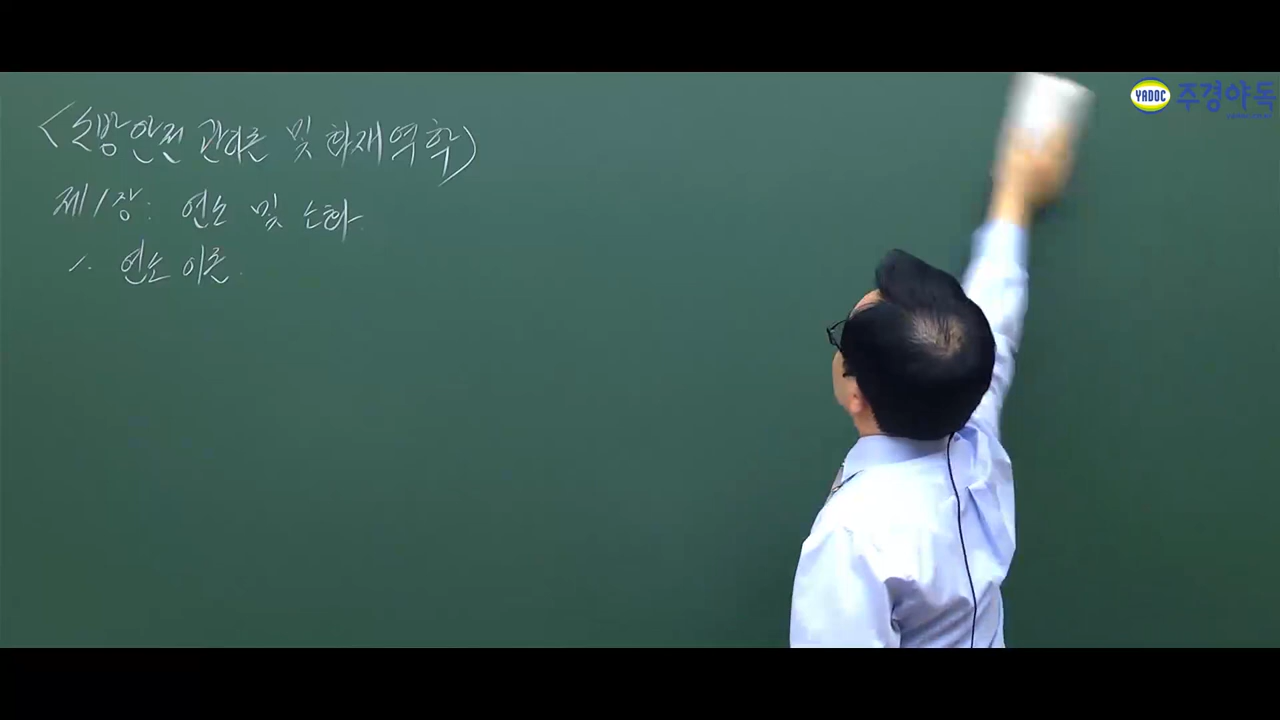 <소방안전관리론 및 화재역학>
제1장: 연소 및 소화
1. 연소이론.
YADOC 주경야독